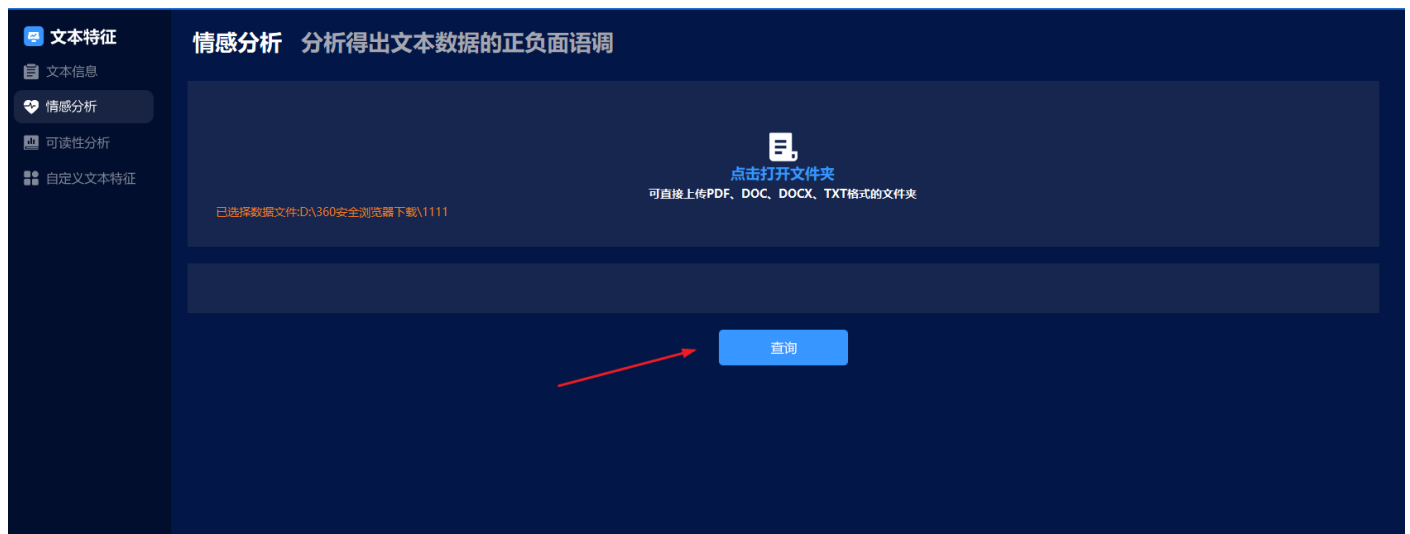 文本特征
文本信息
情感分析
可读性分析
自定义文本特征
情感分析 分析得出文本数据的正负面语调
点击打开文件夹
可直接上传PDF、DOC、DOCX、TXT格式的文件夹
已选择数据文件:D:\360安全浏览器下载\1111
查询